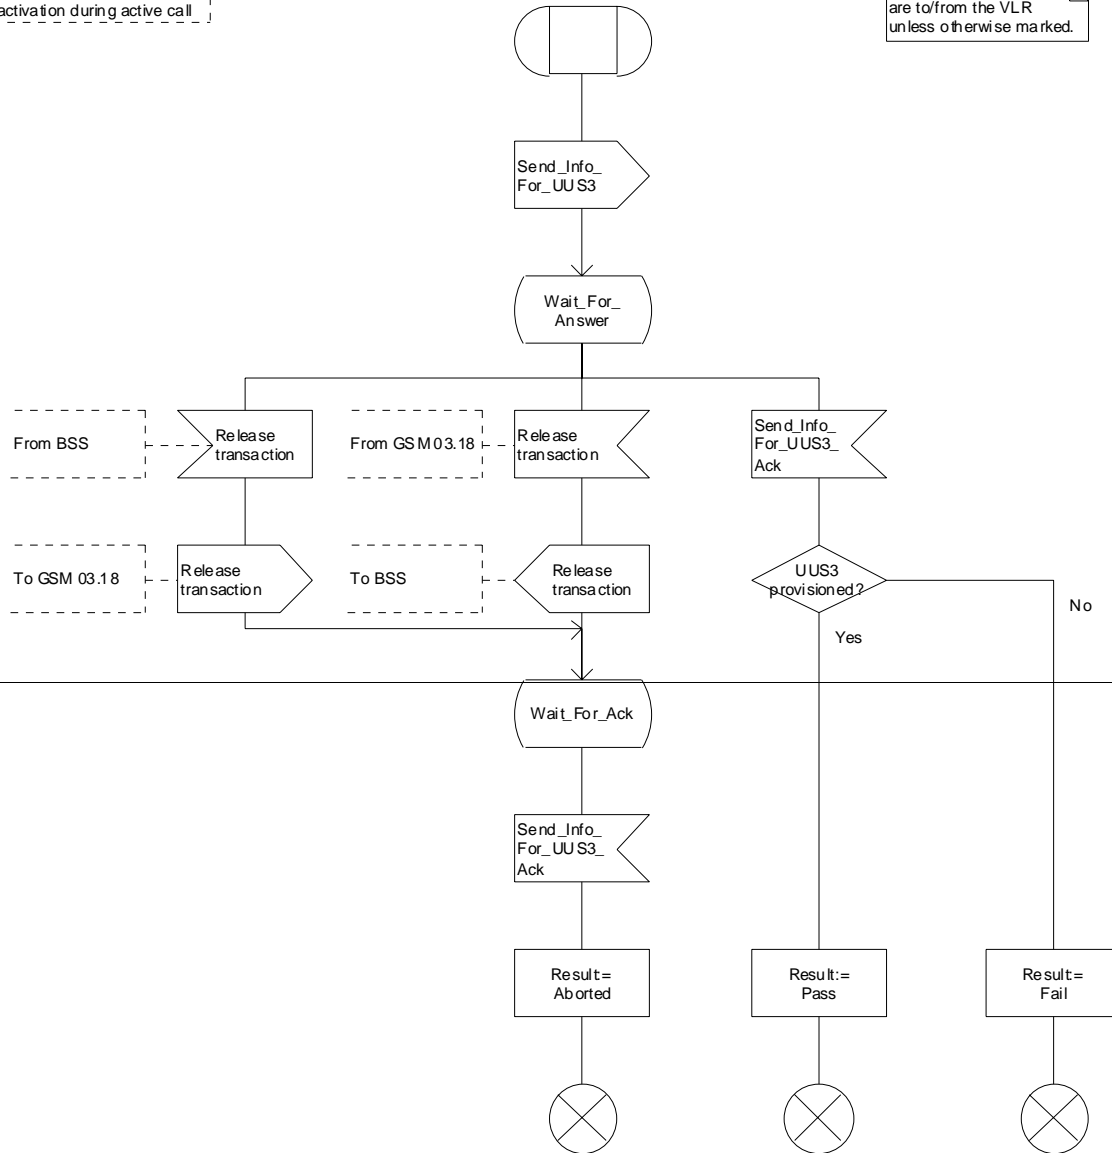 activation during active call
are to/from the VLR
unless otherwise marked.
Send_Info_
For_UUS3
Wait_For_
Answer
From BSS
Release
transaction
From GSM 03.18
Release
transaction
Send_Info_
For_UUS3_
Ack
To GSM 03.18
Release
transaction
To BSS
Release
transaction
UUS3
provisioned?
No
Yes
Wait_For_Ack
Send_Info_
For_UUS3_
Ack
Result=
Aborted
Result:=
Pass
Result=
Fail